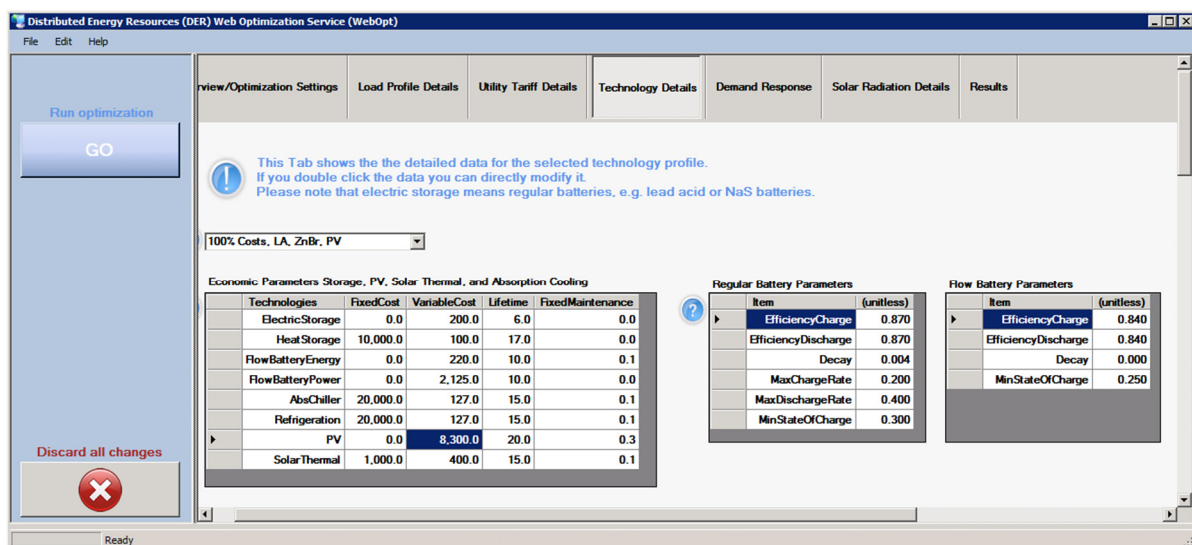 Distributed Energy Resources (DER) Web Optimization Service (WebOpt)
File Edit Help
rview/Optimization Settings Load Profile Details Utility Tariff Details Technology Details Demand Response Solar Radiation Details Results
Run optimization
GO
This Tab shows the the detailed data for the selected technology profile.
If you double click the data you can directly modify it.
Please note that electric storage means regular batteries, e.g. lead acid or NaS batteries.
100% Costs, LA, ZnBr, PV
Economic Parameters Storage, PV, Solar Thermal, and Absorption Cooling
Technologies FixedCost VariableCost Lifetime FixedMaintenance
ElectricStorage 0.0 200.0 6.0 0.0
HeatStorage 10,000.0 100.0 17.0 0.0
FlowBatteryEnergy 0.0 220.0 10.0 0.1
FlowBatteryPower 0.0 2,125.0 10.0 0.0
AbsChiller 20,000.0 127.0 15.0 0.1
Refrigeration 20,000.0 127.0 15.0 0.1
PV 0.0 8,300.0 20.0 0.3
SolarThermal 1,000.0 400.0 15.0 0.1
?
Regular Battery Parameters
Item (unitless)
EfficiencyCharge 0.870
EfficiencyDischarge 0.870
Decay 0.004
MaxChargeRate 0.200
MaxDischargeRate 0.400
MinStateOfCharge 0.300
Flow Battery Parameters
Item (unitless)
EfficiencyCharge 0.840
EfficiencyDischarge 0.840
Decay 0.000
MinStateOfCharge 0.250
Discard all changes
Ready